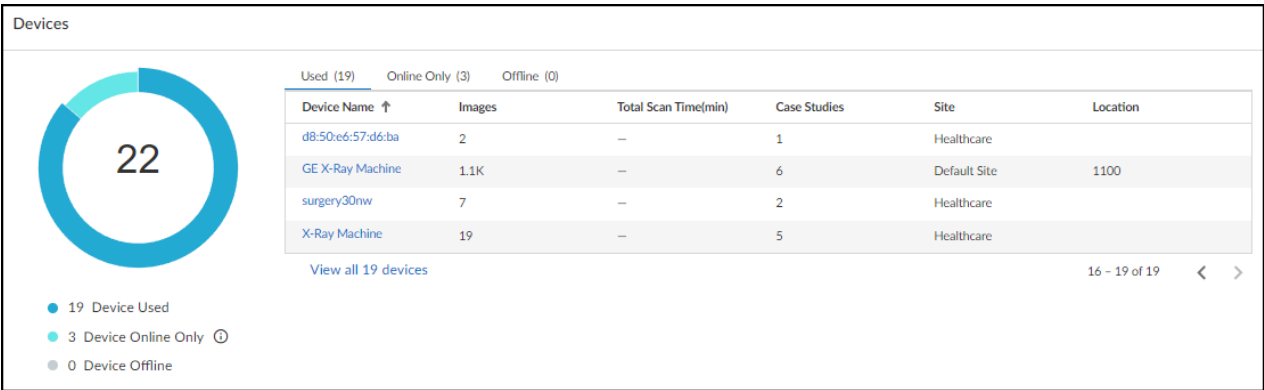 Devices
22
19 Device Used
3 Device Online Only
0 Device Offline
Used (19) Online Only (3) Offline (0)
Device Name ↑ Images Total Scan Time(min) Case Studies Site Location
d8:50:e6:57:d6:ba 2 — 1 Healthcare
GE X-Ray Machine 1.1K — 6 Default Site 1100
surgery30nw 7 — 2 Healthcare
X-Ray Machine 19 — 5 Healthcare
View all 19 devices 16 – 19 of 19